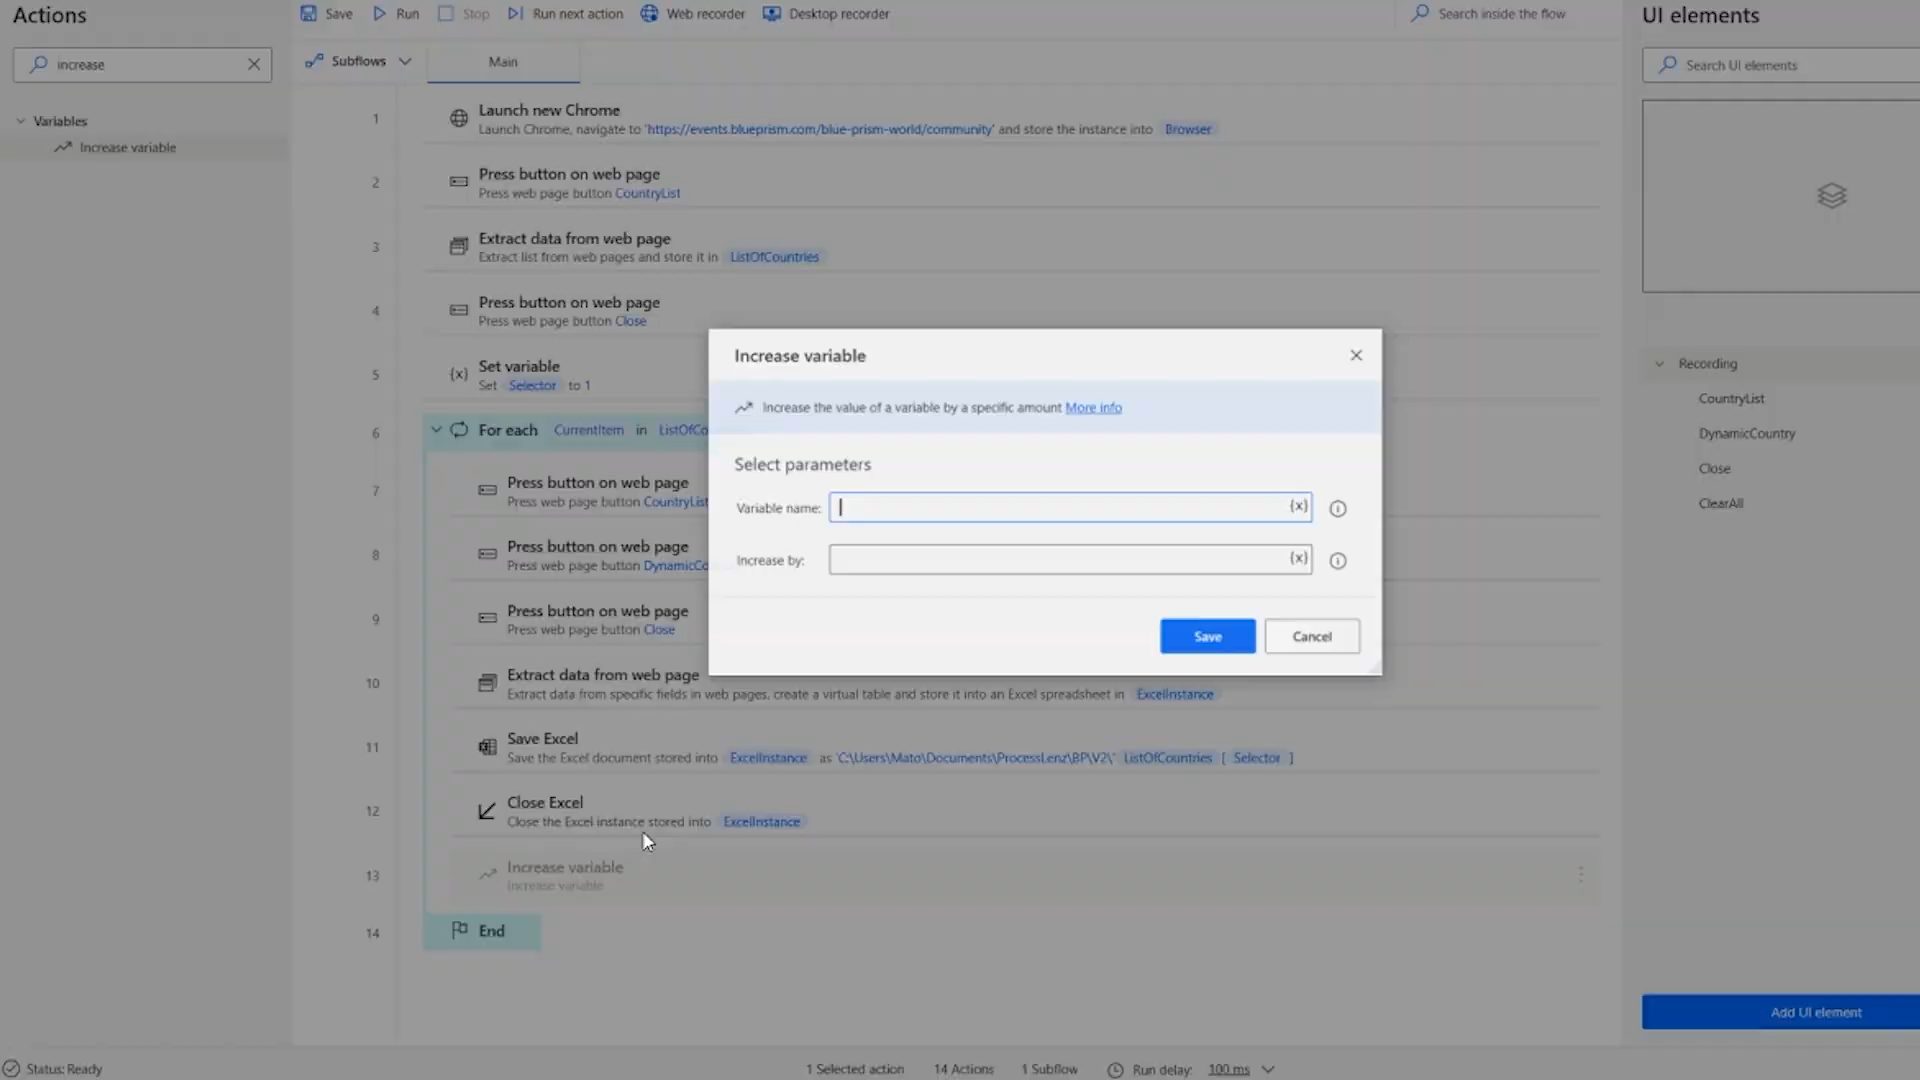 Actions
increase
Variables
Increase variable
Save Run Stop Run next action Web recorder Desktop recorder Search inside the flow
Subflows Main
1 Launch new Chrome
Launch Chrome, navigate to 'https://events.blueprism.com/blue-prism-world/community' and store the instance into Browser
2 Press button on web page
Press web page button CountryList
3 Extract data from web page
Extract list from web pages and store it in ListOfCountries
4 Press button on web page
Press web page button Close
5 {x} Set variable
Set Selector to 1
6 For each CurrentItem in ListOfCo
7 Press button on web page
Press web page button CountryList
8 Press button on web page
Press web page button DynamicCo
9 Press button on web page
Press web page button Close
10 Extract data from web page
Extract data from specific fields in web pages, create a virtual table and store it into an Excel spreadsheet in ExcelInstance
11 Save Excel
Save the Excel document stored into ExcelInstance as 'C:\Users\Mato\Documents\ProcessLenz\BP\V2\' ListOfCountries [ Selector ]
12 Close Excel
Close the Excel instance stored into ExcelInstance
13 Increase variable
Increase variable
14 End
Increase variable
Increase the value of a variable by a specific amount More info
Select parameters
Variable name: {x}
Increase by: {x}
Save Cancel
UI elements
Search UI elements
Recording
CountryList
DynamicCountry
Close
ClearAll
Add UI element
Status: Ready 1 Selected action 14 Actions 1 Subflow Run delay: 100 ms